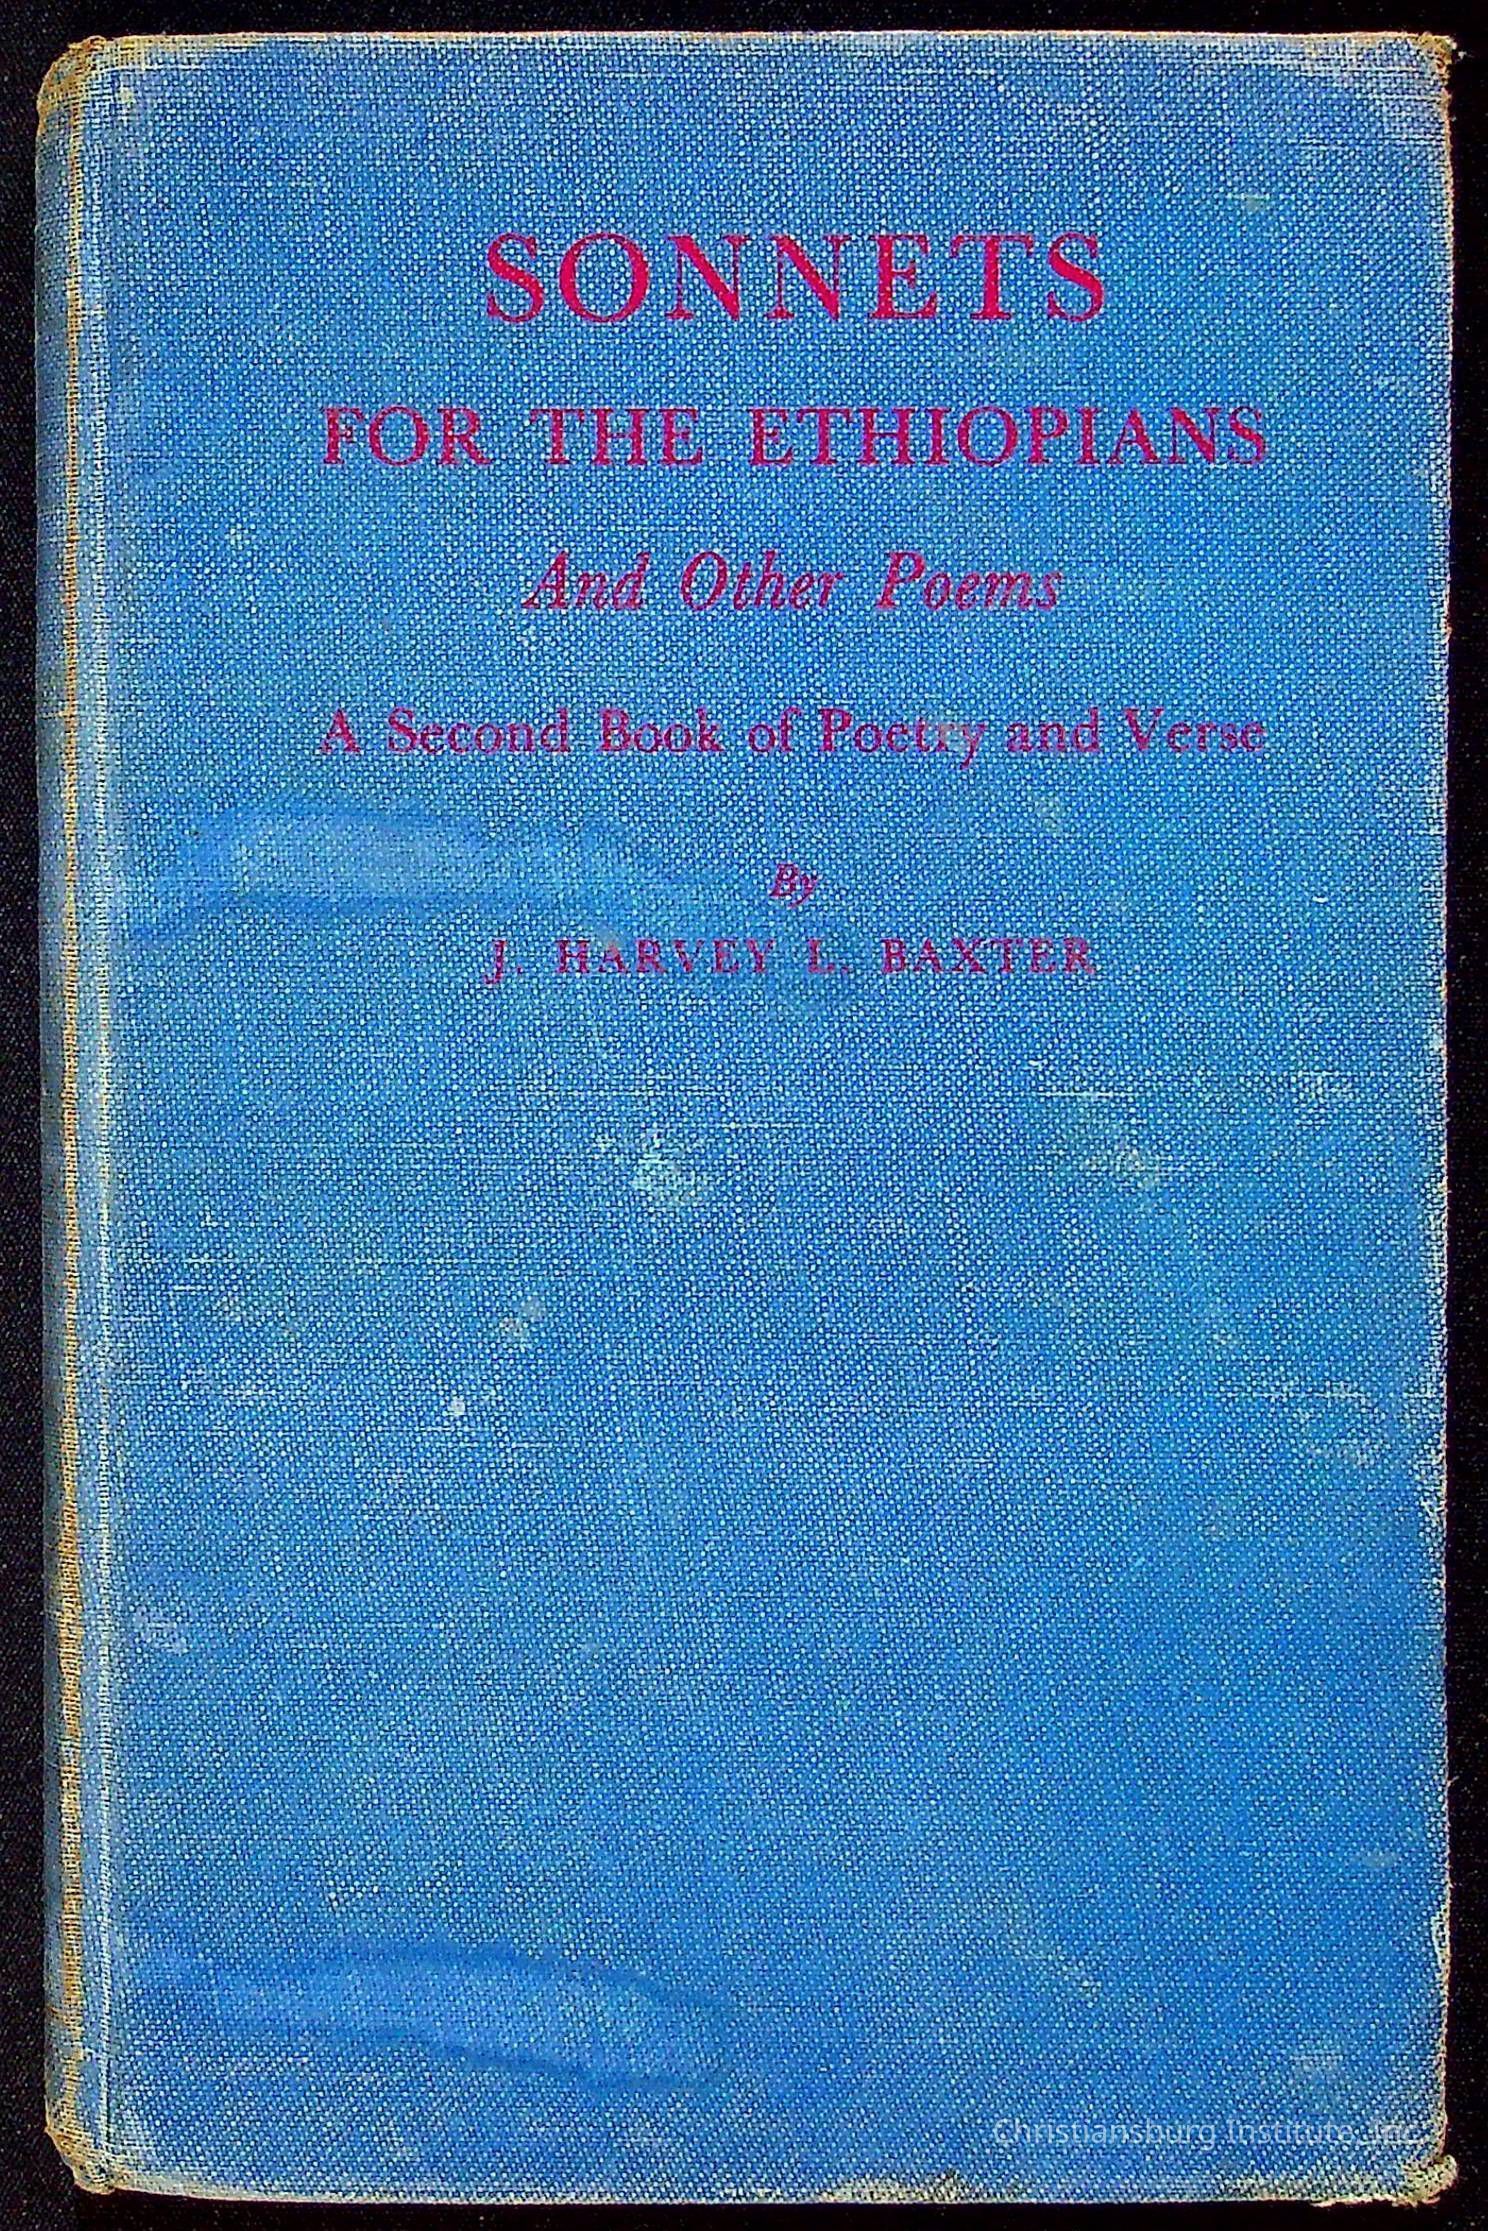 SONNETS
FOR THE ETHIOPIANS
And Other Poems
A Second Book of Poetry and Verse
By
J. HARVEY L. BAXTER
Christiansburg Institute, Inc.